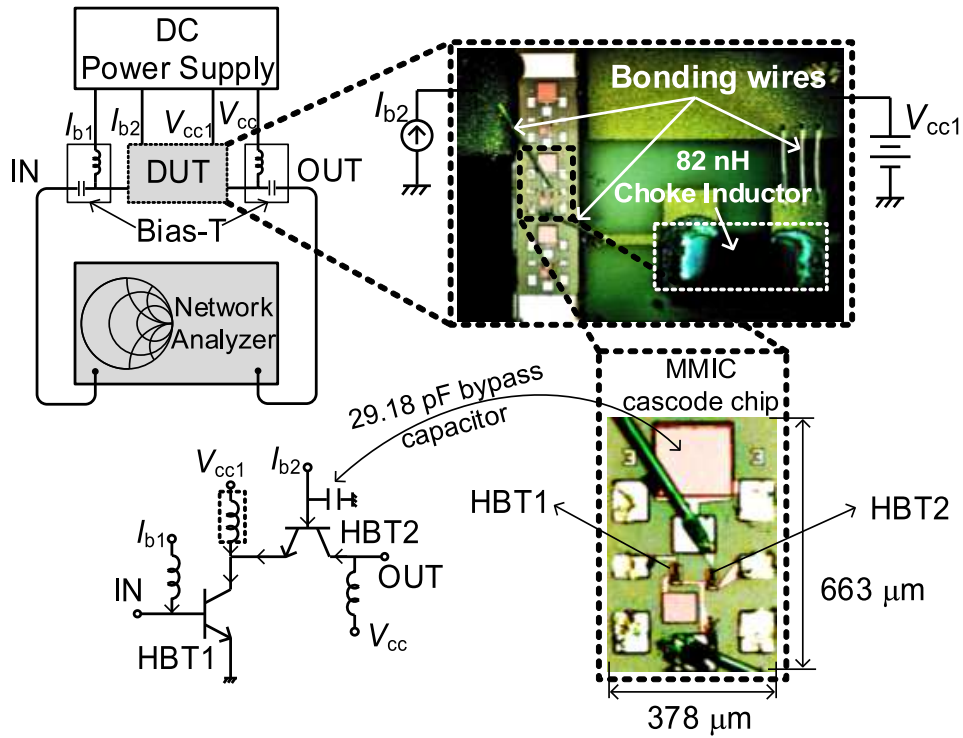 DC
Power Supply
Ib1
Ib2
Vcc1
Vcc
IN
DUT
OUT
Bias-T
Network
Analyzer
Bonding wires
Ib2
Vcc1
82 nH
Choke Inductor
MMIC
cascode chip
29.18 pF bypass
capacitor
Vcc1
Ib2
Ib1
HBT2
IN
OUT
HBT1
Vcc
3
3
HBT1
HBT2
663 μm
378 μm